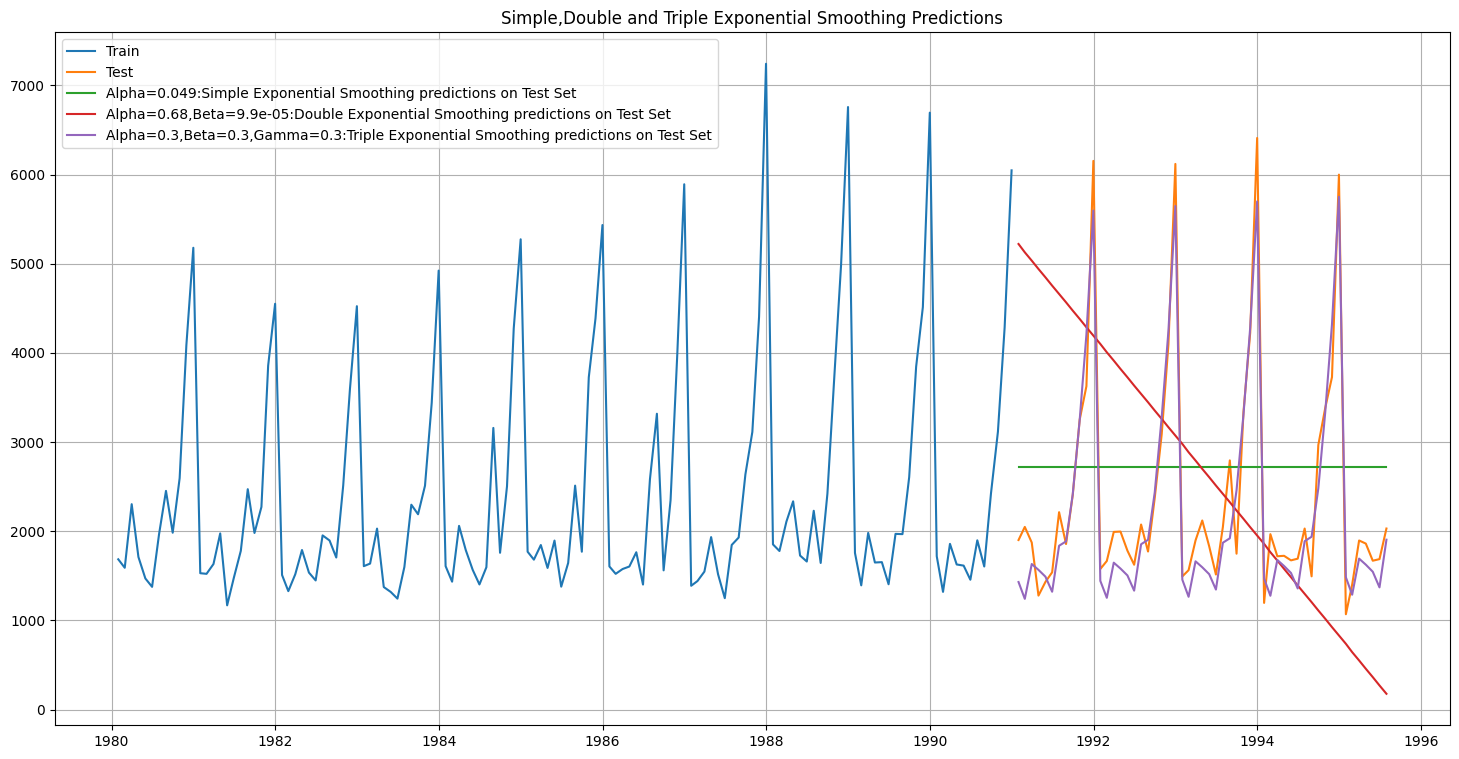 Simple,Double and Triple Exponential Smoothing Predictions
Train
Test
Alpha=0.049:Simple Exponential Smoothing predictions on Test Set
Alpha=0.68,Beta=9.9e-05:Double Exponential Smoothing predictions on Test Set
Alpha=0.3,Beta=0.3,Gamma=0.3:Triple Exponential Smoothing predictions on Test Set
7000
6000
5000
4000
3000
2000
1000
0
1980 1982 1984 1986 1988 1990 1992 1994 1996